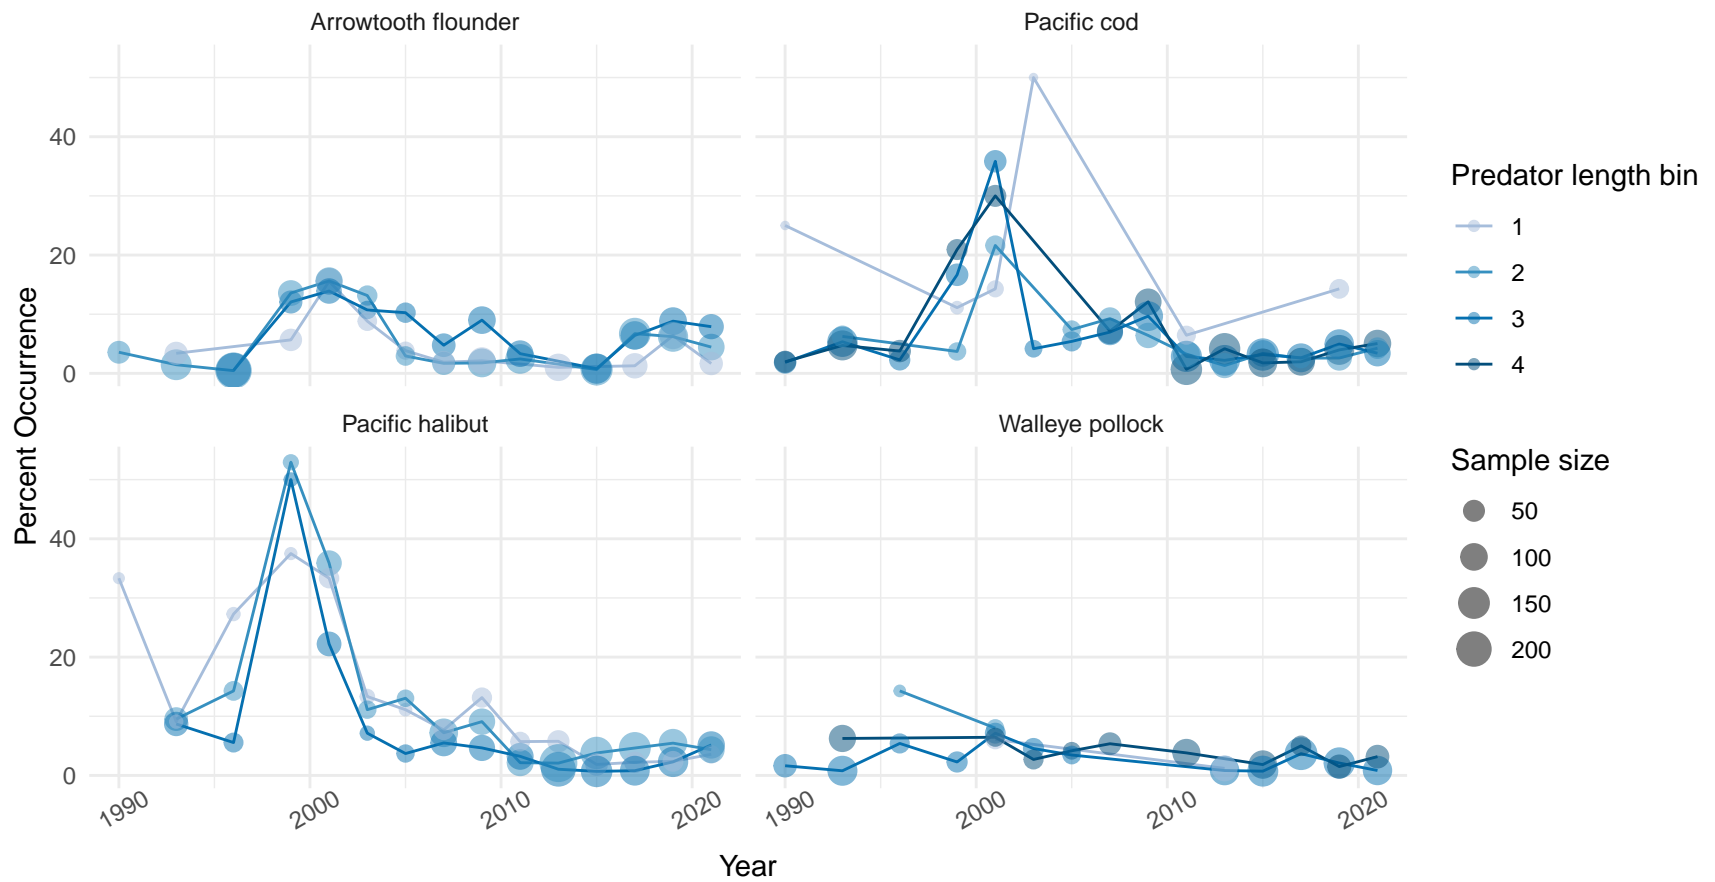 Arrowtooth flounder
Pacific cod
40
20
0
Pacific halibut
Walleye pollock
40
20
0
1990
2000
2010
2020
1990
2000
2010
2020
Percent Occurrence
Year
Predator length bin
1
2
3
4
Sample size
50
100
150
200